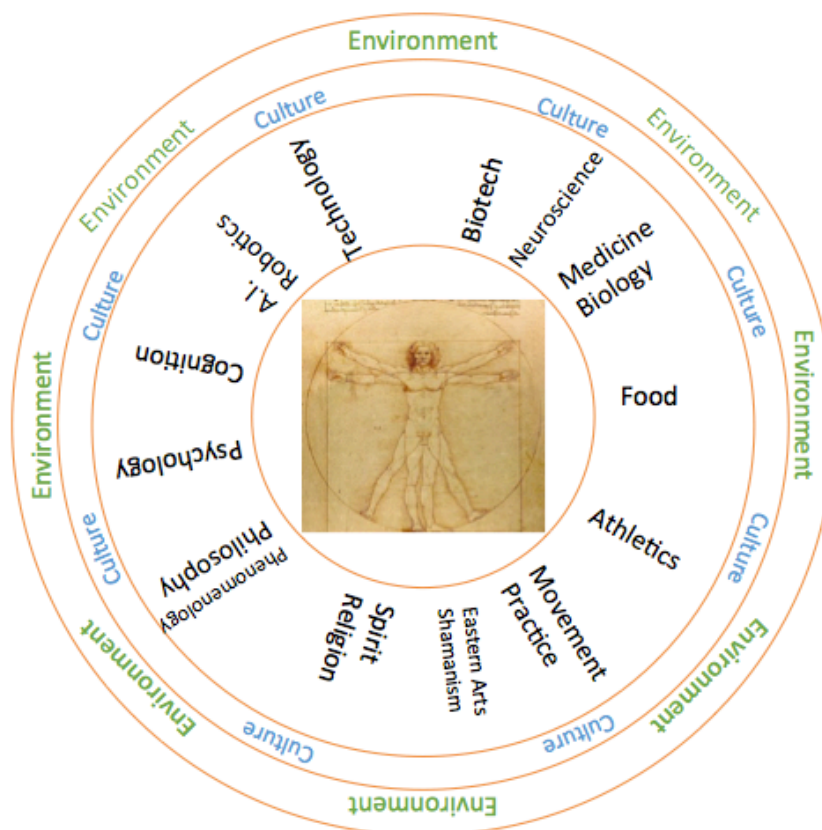 Environment
Environment
Environment
Environment
Environment
Environment
Environment
Environment
Culture
Culture
Culture
Culture
Culture
Culture
Culture
Culture
Biotech
Neuroscience
Medicine
Biology
Food
Athletics
Movement
Practice
Eastern Arts
Shamanism
Spirit
Religion
Phenomenology
Philosophy
Psychology
Cognition
A.I.
Robotics
Technology